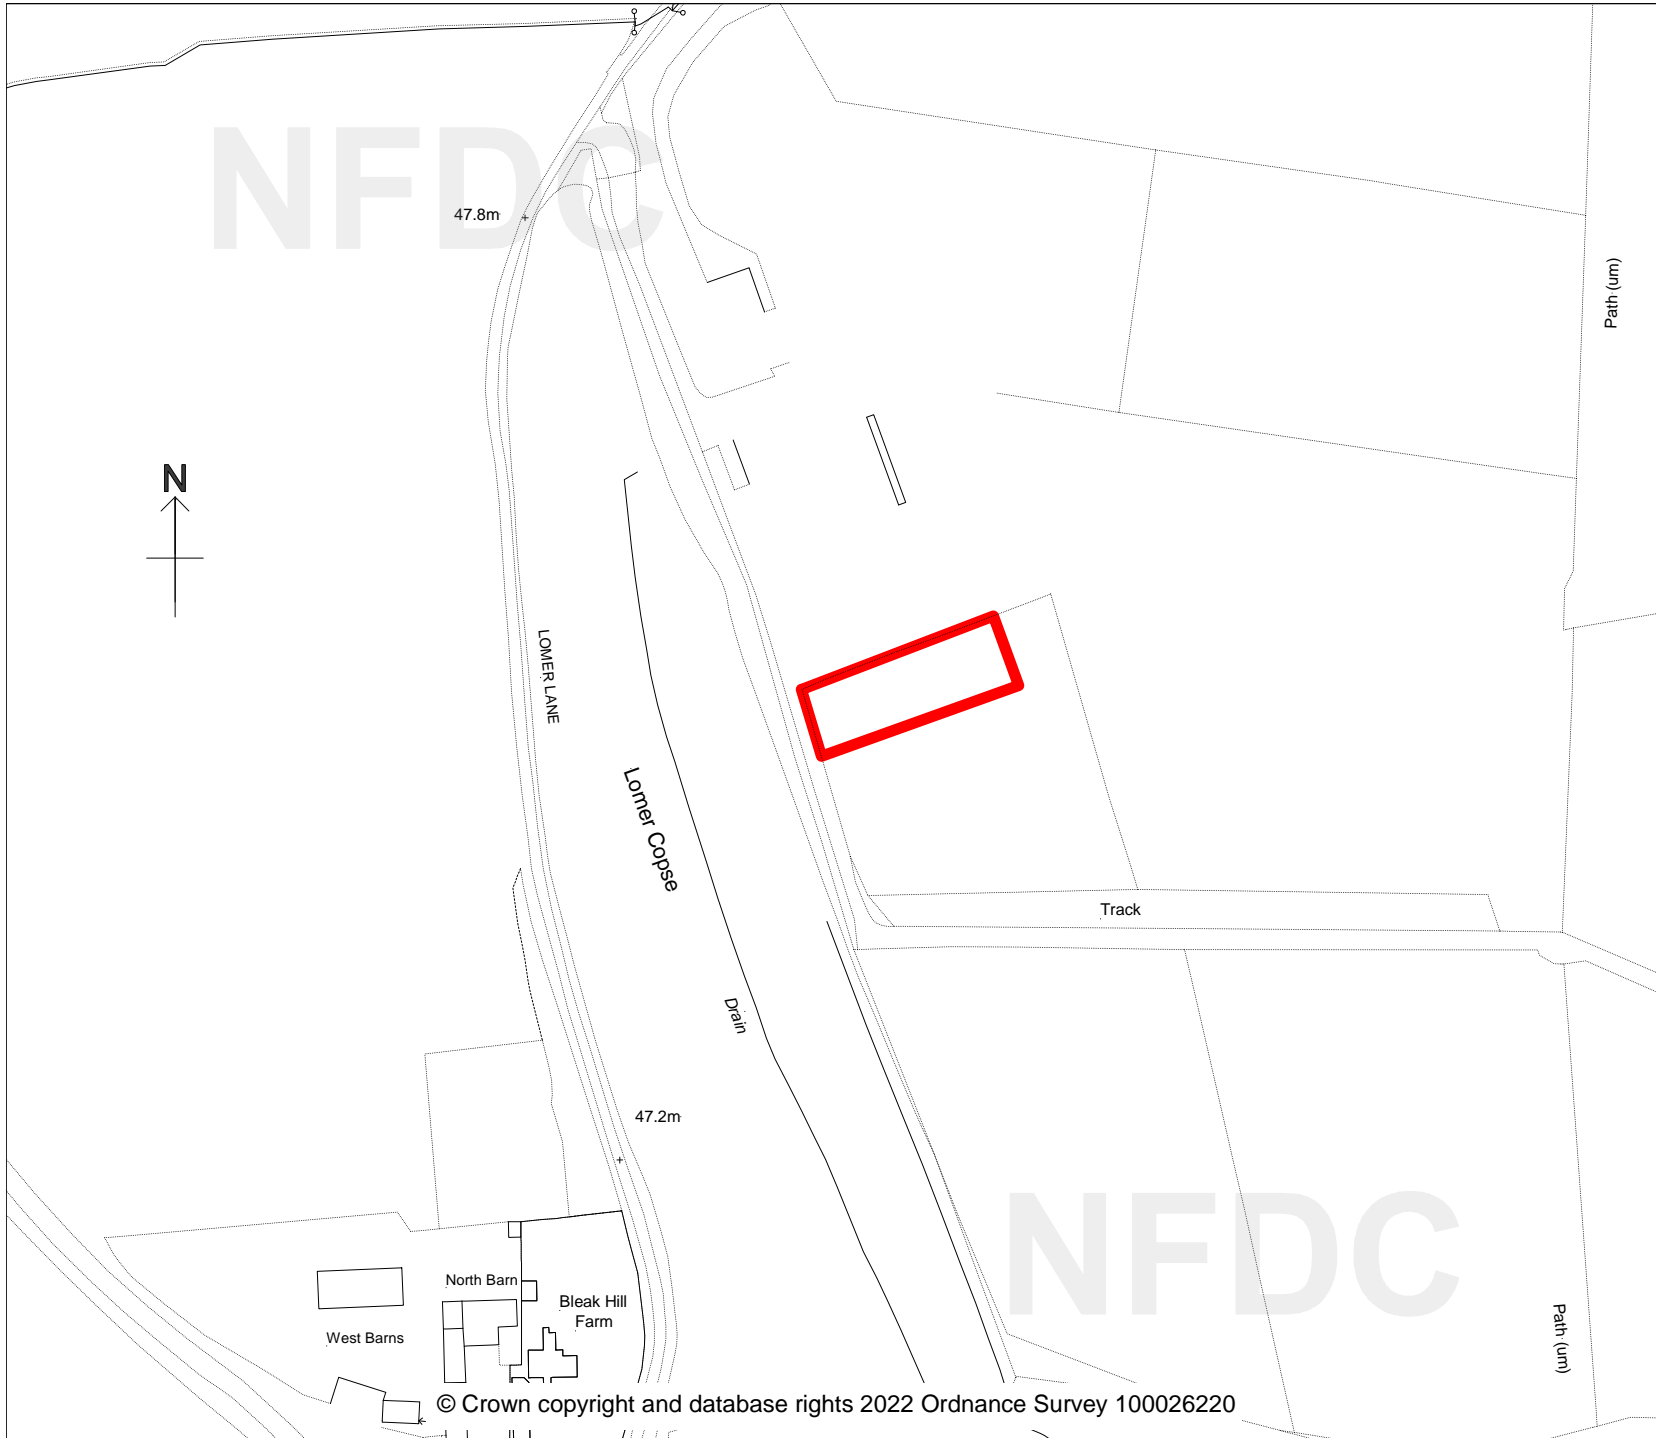 NFDC
47.8m
Path (um)
N
LOMER LANE
Lomer Copse
Track
Drain
47.2m
NFDC
North Barn
Bleak Hill
Farm
West Barns
Path (um)
© Crown copyright and database rights 2022 Ordnance Survey 100026220